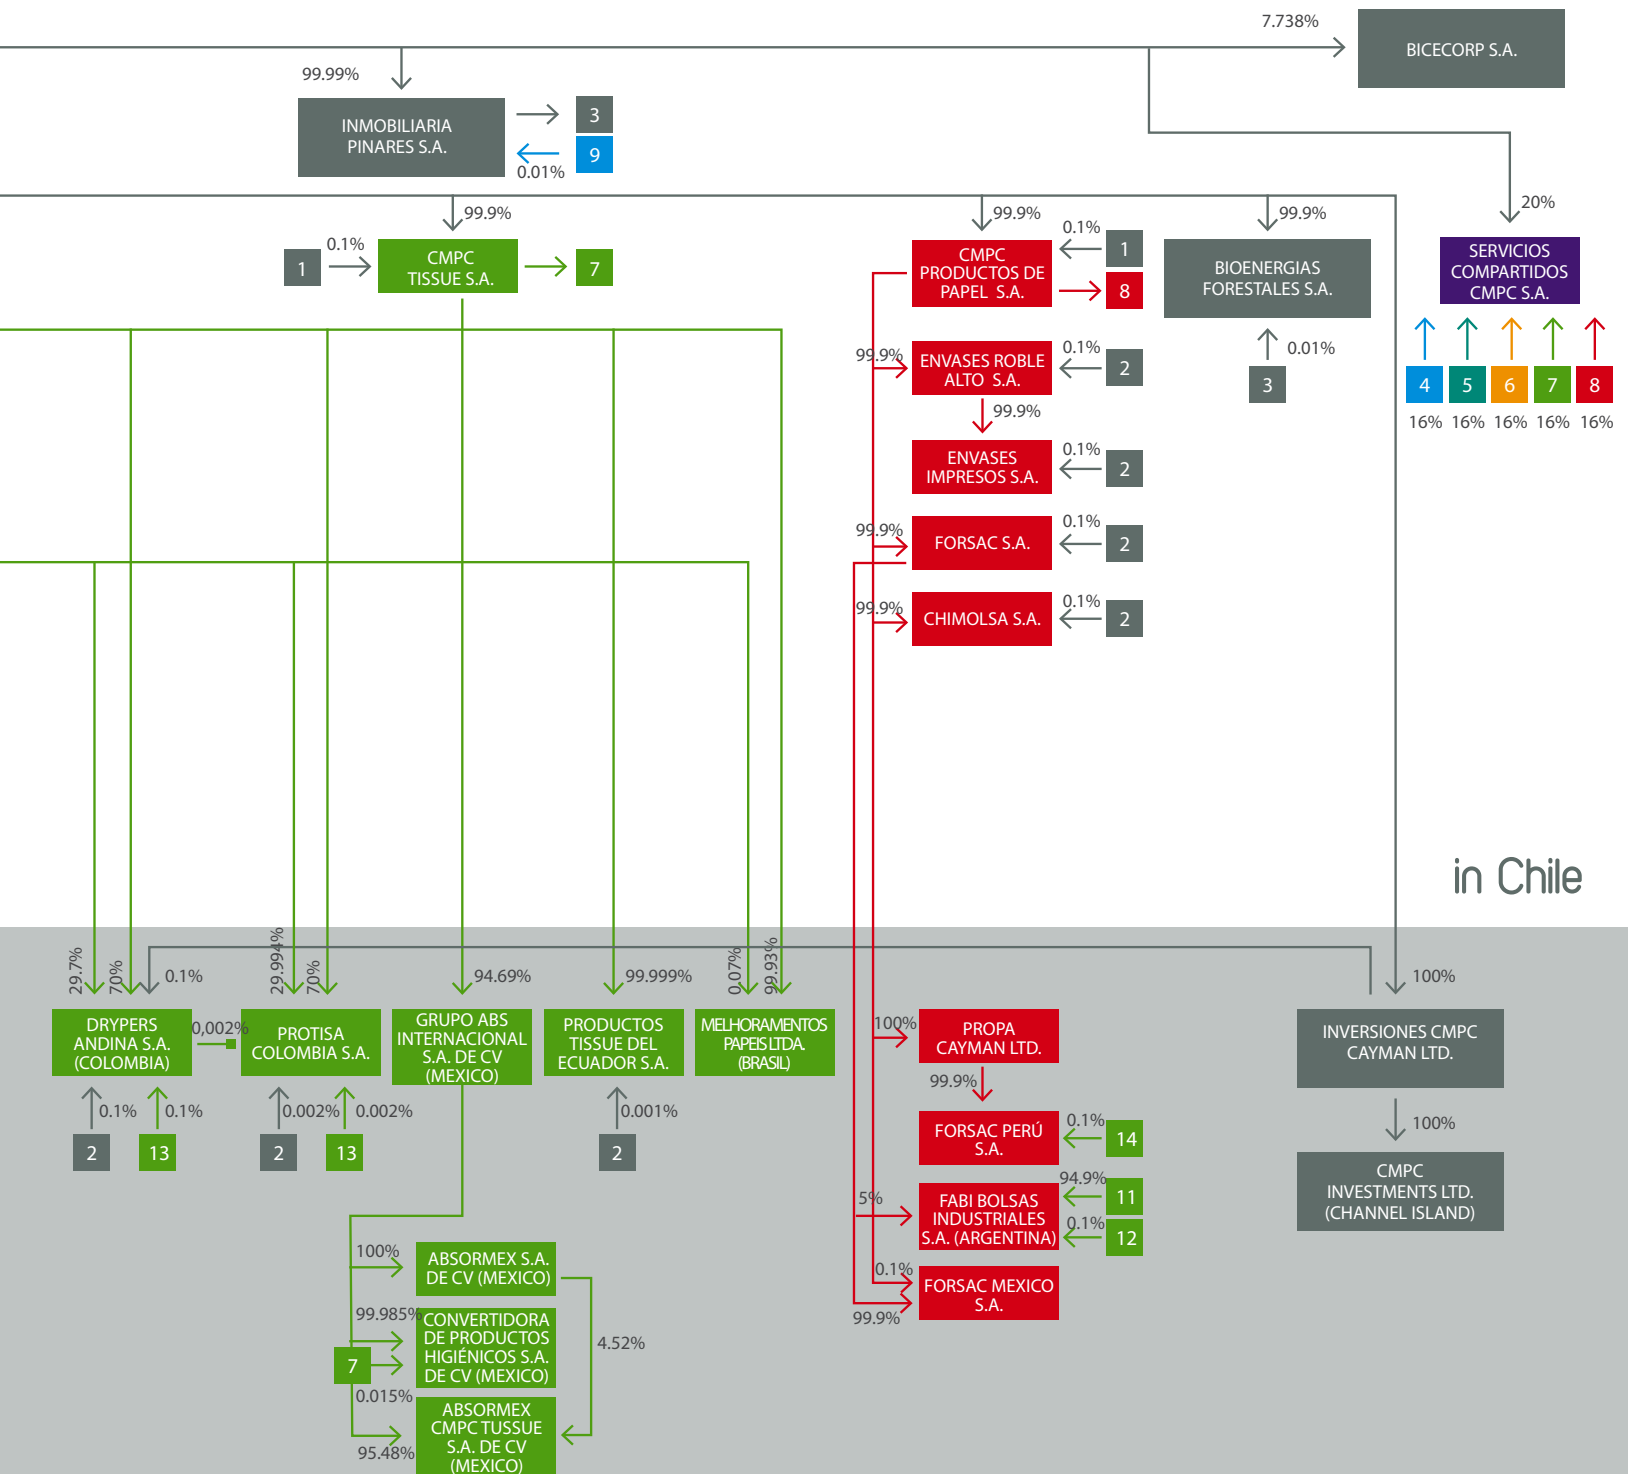 7.738%
BICECORP S.A.
99.99%
INMOBILIARIA
PINARES S.A.
3
9
0.01%
99.9%
99.9%
99.9%
20%
0.1%
1
CMPC
TISSUE S.A.
7
CMPC
PRODUCTOS DE
PAPEL S.A.
0.1%
1
8
BIOENERGIAS
FORESTALES S.A.
0.01%
3
SERVICIOS
COMPARTIDOS
CMPC S.A.
4
5
6
7
8
16%
16%
16%
16%
16%
99.9%
ENVASES ROBLE
ALTO S.A.
0.1%
2
99.9%
ENVASES
IMPRESOS S.A.
0.1%
2
99.9%
FORSAC S.A.
0.1%
2
99.9%
CHIMOLSA S.A.
0.1%
2
in Chile
29.7%
70%
0.1%
29.994%
70%
94.69%
99.999%
0.07%
99.93%
100%
DRYPERS
ANDINA S.A.
(COLOMBIA)
0,002%
PROTISA
COLOMBIA S.A.
GRUPO ABS
INTERNACIONAL
S.A. DE CV
(MEXICO)
PRODUCTOS
TISSUE DEL
ECUADOR S.A.
MELHORAMENTOS
PAPEIS LTDA.
(BRASIL)
100%
PROPA
CAYMAN LTD.
INVERSIONES CMPC
CAYMAN LTD.
0.1%
0.1%
2
13
0.002%
0.002%
2
13
0.001%
2
99.9%
FORSAC PERÚ
S.A.
0.1%
14
100%
CMPC
INVESTMENTS LTD.
(CHANNEL ISLAND)
5%
FABI BOLSAS
INDUSTRIALES
S.A. (ARGENTINA)
94.9%
11
0.1%
12
0.1%
FORSAC MEXICO
S.A.
99.9%
100%
ABSORMEX S.A.
DE CV (MEXICO)
99.985%
CONVERTIDORA
DE PRODUCTOS
HIGIÉNICOS S.A.
DE CV (MEXICO)
4.52%
7
0.015%
ABSORMEX
CMPC TUSSUE
S.A. DE CV
(MEXICO)
95.48%